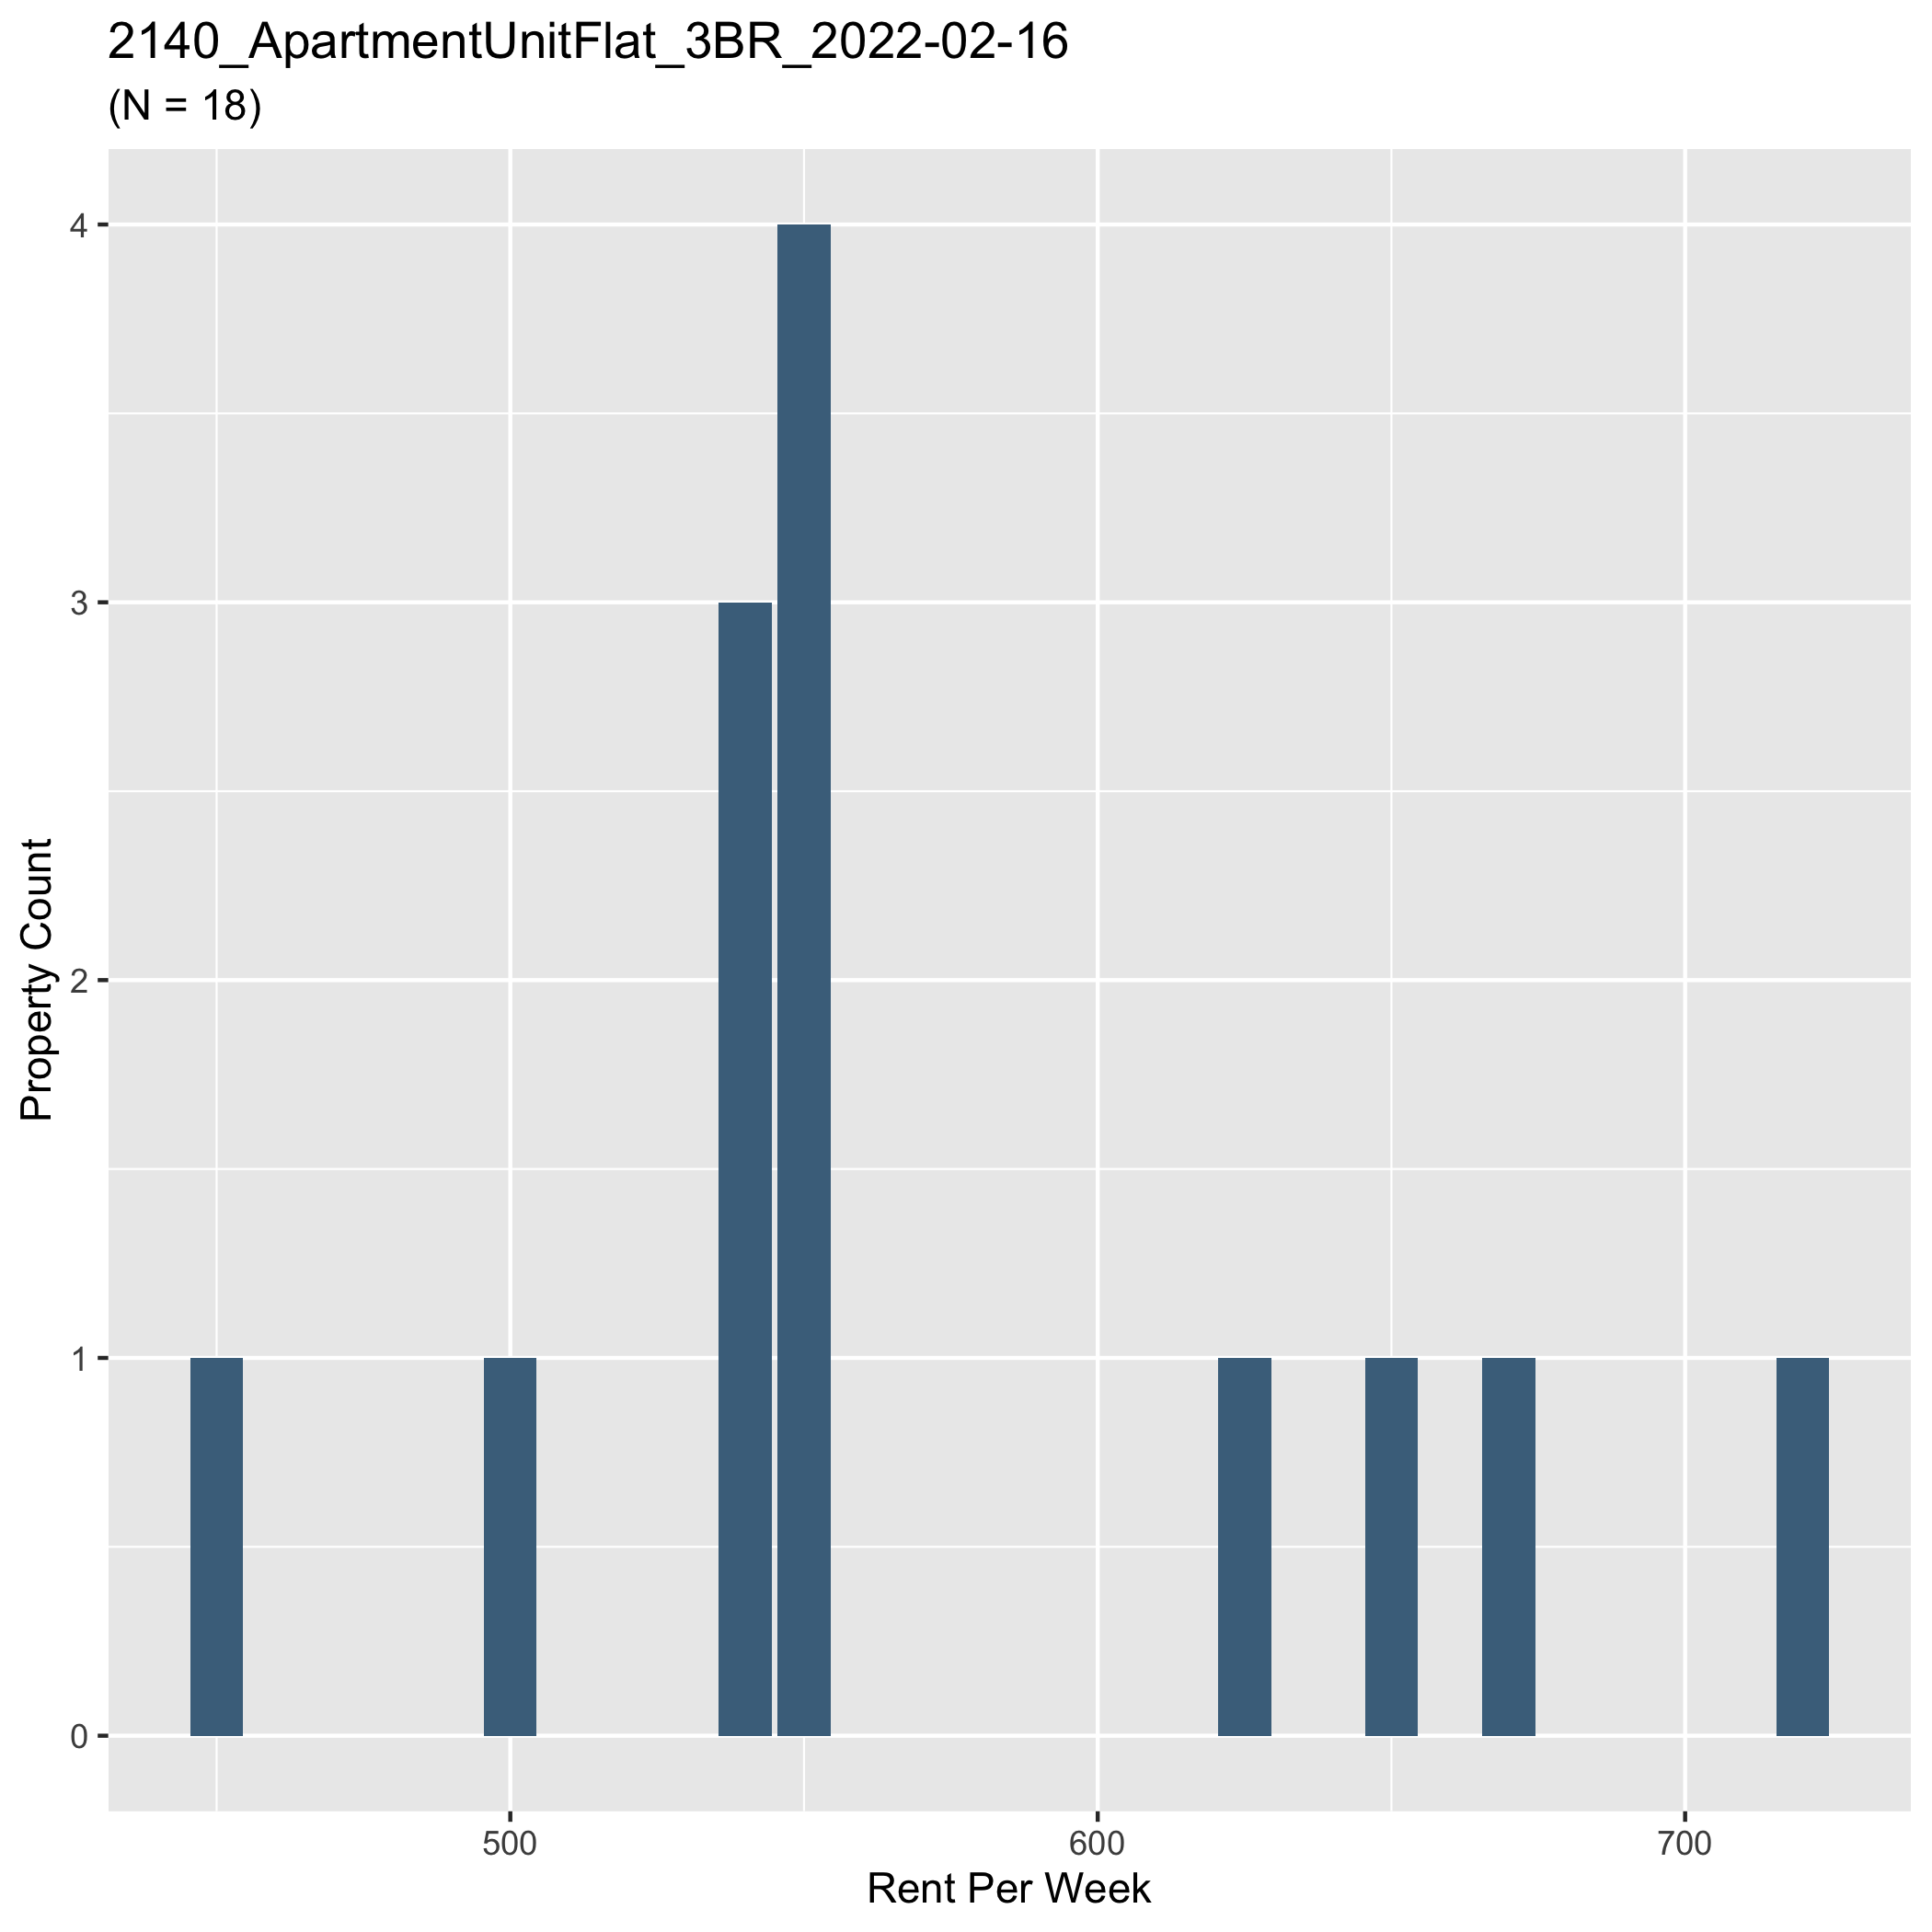 2140_ApartmentUnitFlat_3BR_2022-02-16
(N = 18)
4
3
2
1
0
Property Count
500 600 700
Rent Per Week